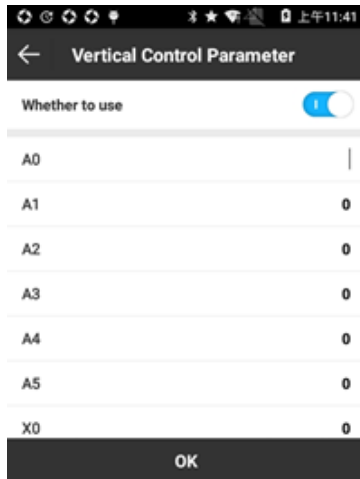 上午11:41
Vertical Control Parameter
Whether to use
A0
A1 0
A2 0
A3 0
A4 0
A5 0
X0 0
OK